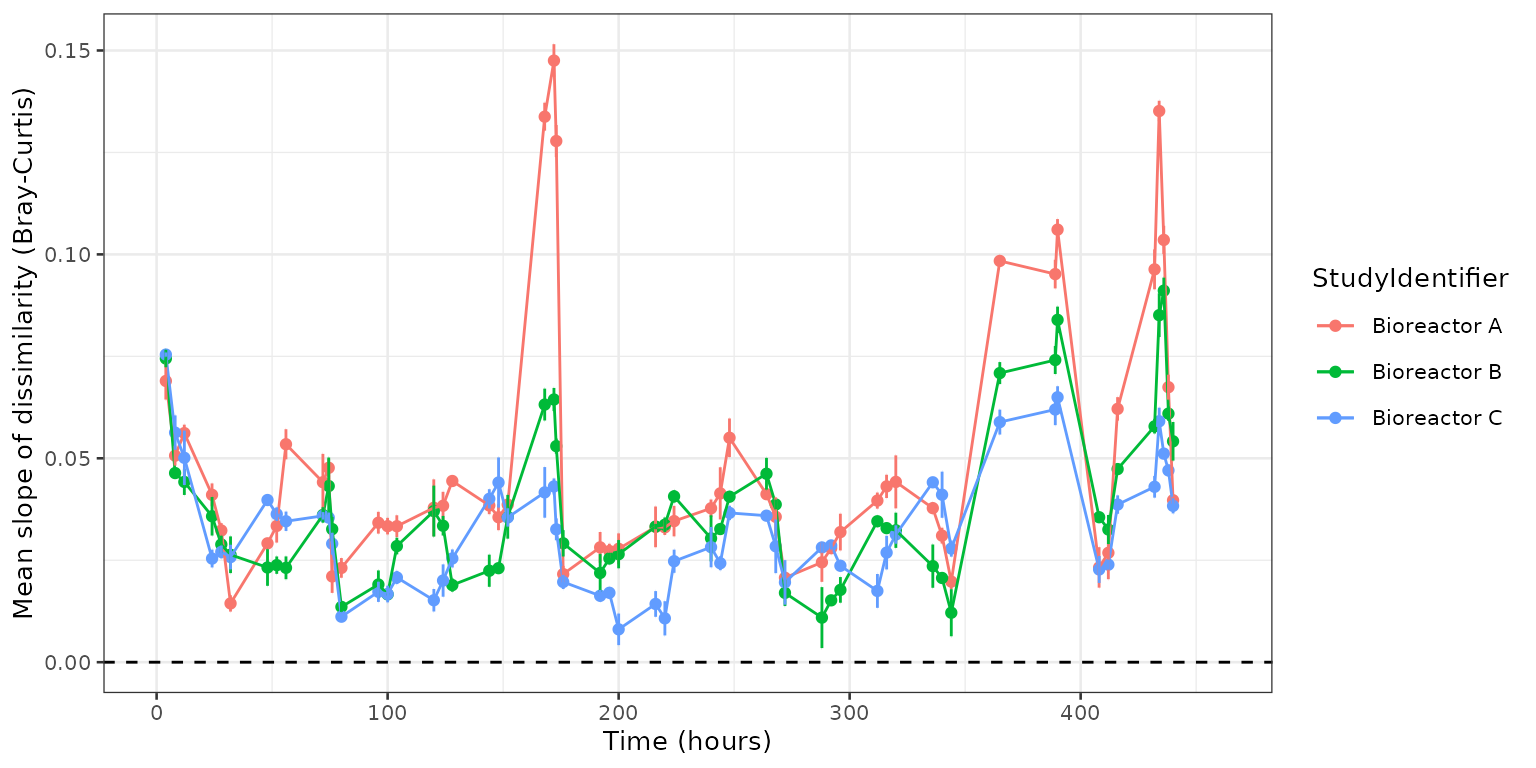 Mean slope of dissimilarity (Bray-Curtis)
0.15
0.10
0.05
0.00
0 100 200 300 400
Time (hours)
StudyIdentifier
Bioreactor A
Bioreactor B
Bioreactor C